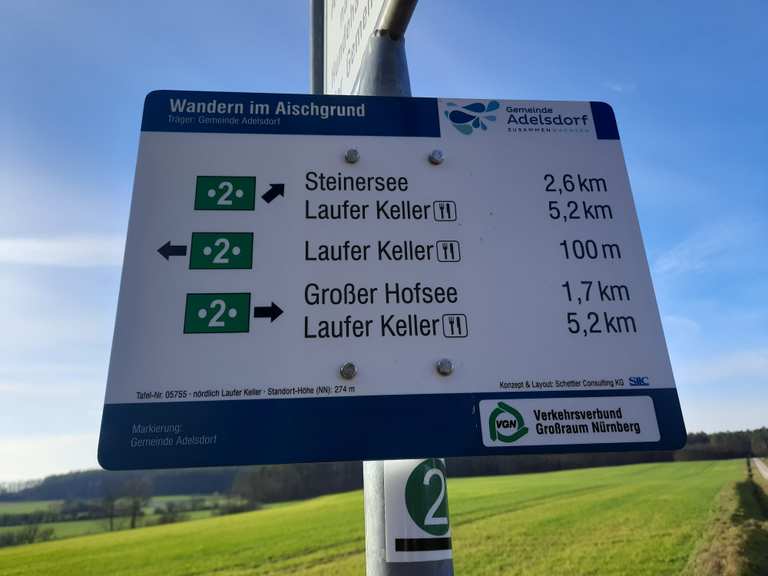 Wandern im Aischgrund
Träger: Gemeinde Adelsdorf
Gemeinde
Adelsdorf
ZUSAMMENWACHSEN
•2• Steinersee 2,6 km
Laufer Keller 5,2 km
•2• Laufer Keller 100 m
•2• Großer Hofsee 1,7 km
Laufer Keller 5,2 km
Tafel-Nr. 05755 · nördlich Laufer Keller · Standort-Höhe (NN): 274 m
Konzept & Layout: Schettler Consulting KG
Markierung:
Gemeinde Adelsdorf
VGN
Verkehrsverbund
Großraum Nürnberg
2